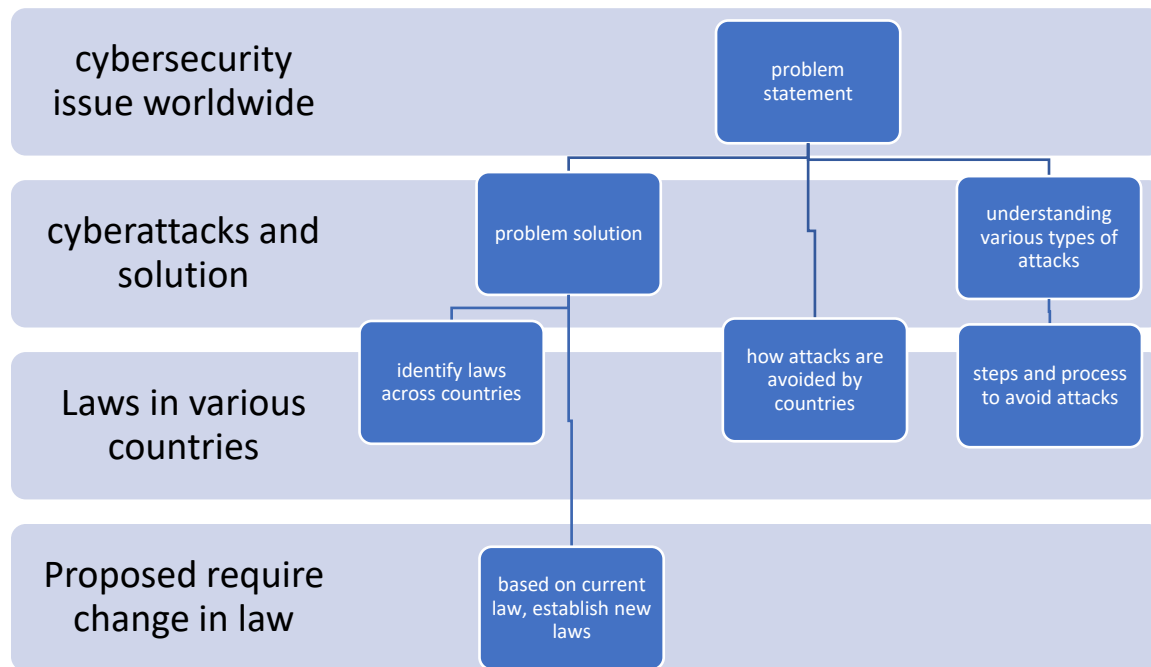 cybersecurity
issue worldwide
problem
statement
cyberattacks and
solution
problem solution
understanding
various types of
attacks
Laws in various
countries
identify laws
across countries
how attacks are
avoided by
countries
steps and process
to avoid attacks
Proposed require
change in law
based on current
law, establish new
laws